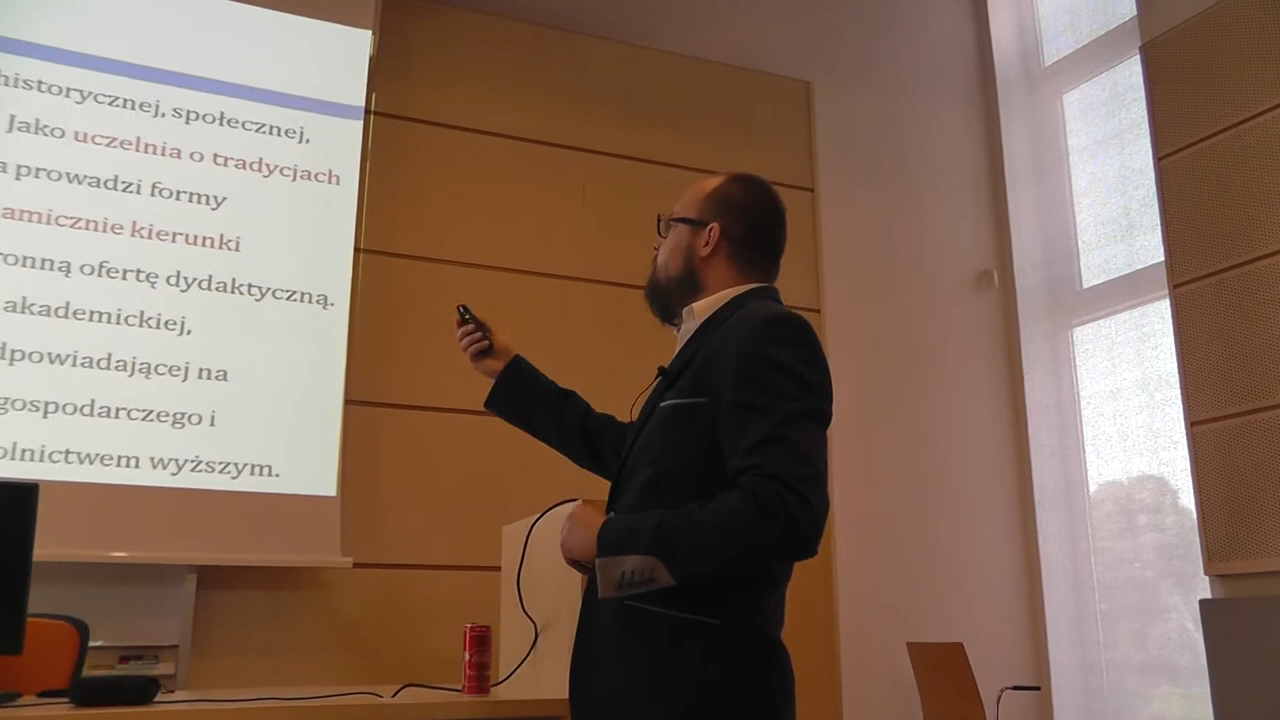 historycznej, społecznej,
Jako uczelnia o tradycjach
a prowadzi formy
amicznie kierunki
ronną ofertę dydaktyczną.
akademickiej,
dpowiadającej na
gospodarczego i
olnictwem wyższym.